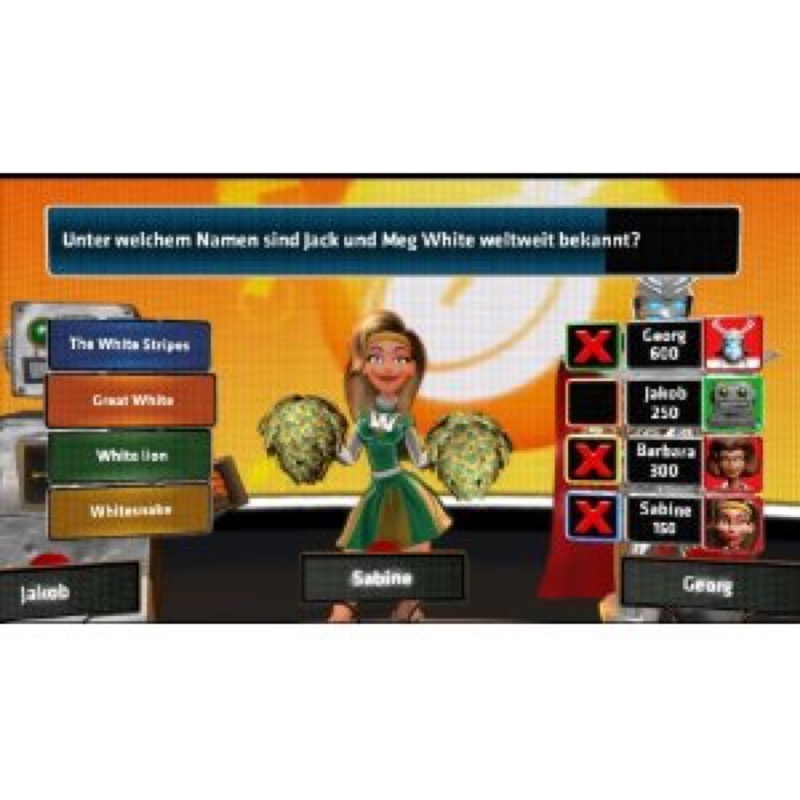 Unter welchem Namen sind Jack und Meg White weltweit bekannt?
The White Stripes
Great White
White lion
Whitesnake
Georg
600
Jakob
250
Barbara
300
Sabine
150
W
Jakob
Sabine
Georg